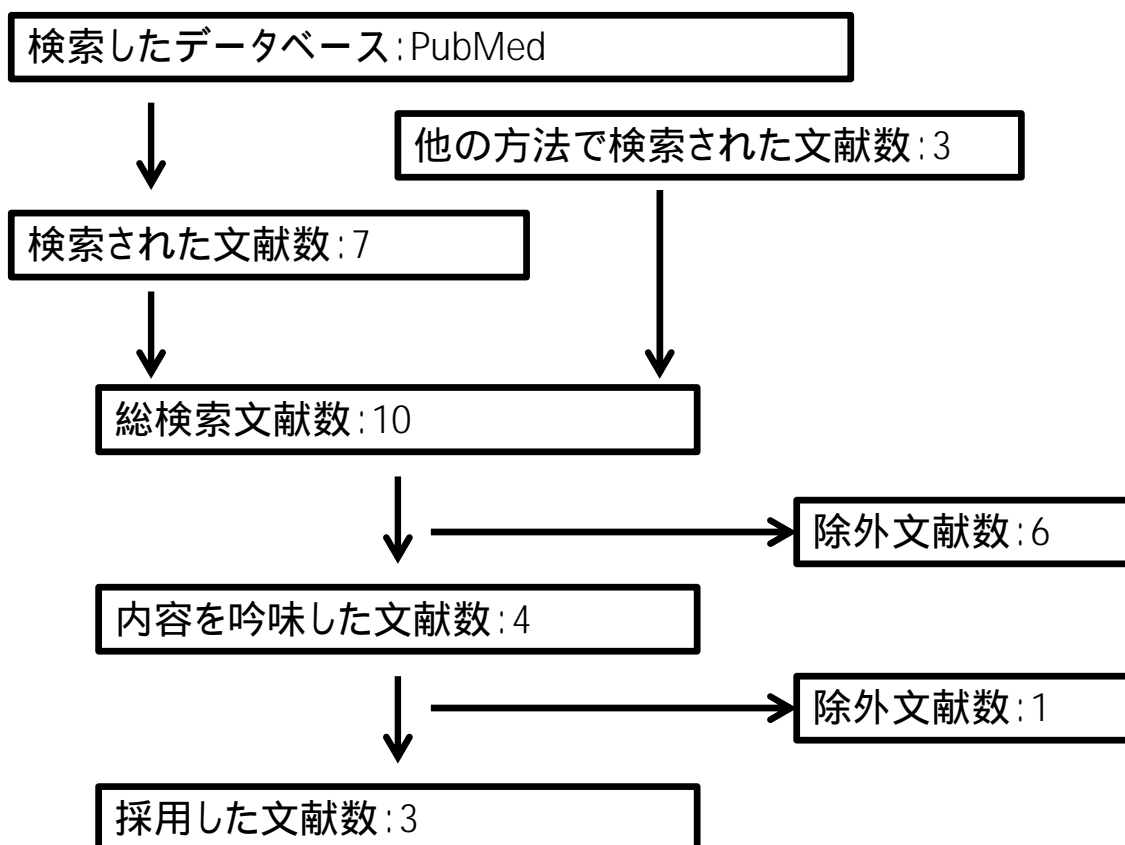 検索したデータベース:PubMed
他の方法で検索された文献数:3
検索された文献数:7
総検索文献数:10
除外文献数:6
内容を吟味した文献数:4
除外文献数:1
採用した文献数:3